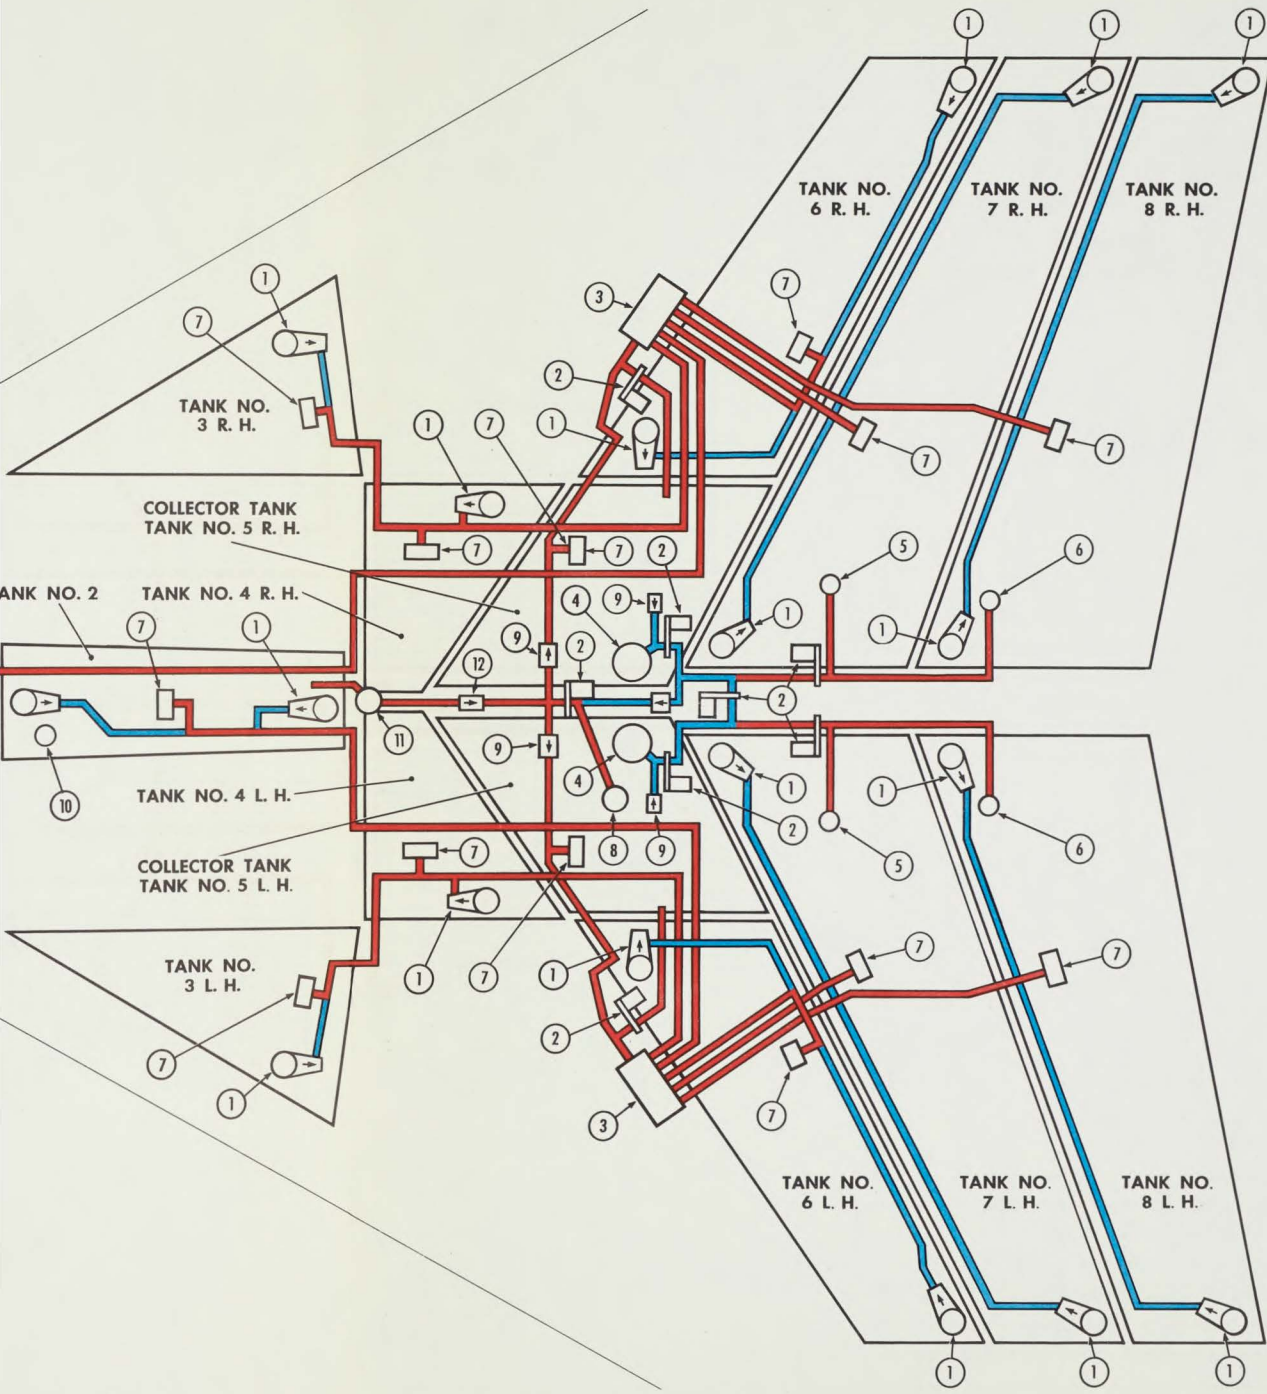 1
1
1
TANK NO.
6 R. H.
TANK NO.
7 R. H.
TANK NO.
8 R. H.
1
7
3
7
2
TANK NO.
3 R. H.
1
7
1
7
7
COLLECTOR TANK
TANK NO. 5 R. H.
7
7
2
5
6
ANK NO. 2
TANK NO. 4 R. H.
4
9
7
1
9
2
1
1
12
2
11
9
4
1
1
10
TANK NO. 4 L. H.
2
8
9
5
6
7
COLLECTOR TANK
TANK NO. 5 L. H.
7
7
TANK NO.
3 L. H.
1
7
1
7
2
7
1
3
7
TANK NO.
6 L. H.
TANK NO.
7 L. H.
TANK NO.
8 L. H.
1
1
1